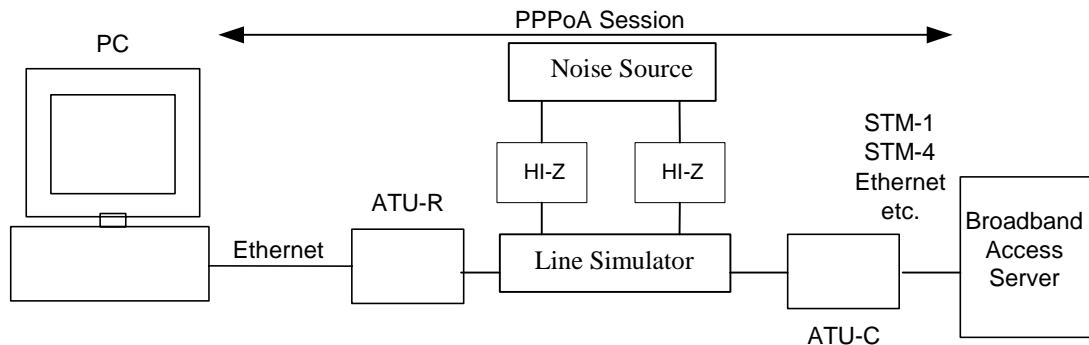 PPPoA Session
PC
Noise Source
HI-Z
HI-Z
STM-1
STM-4
Ethernet
etc.
ATU-R
Ethernet
Line Simulator
Broadband
Access
Server
ATU-C